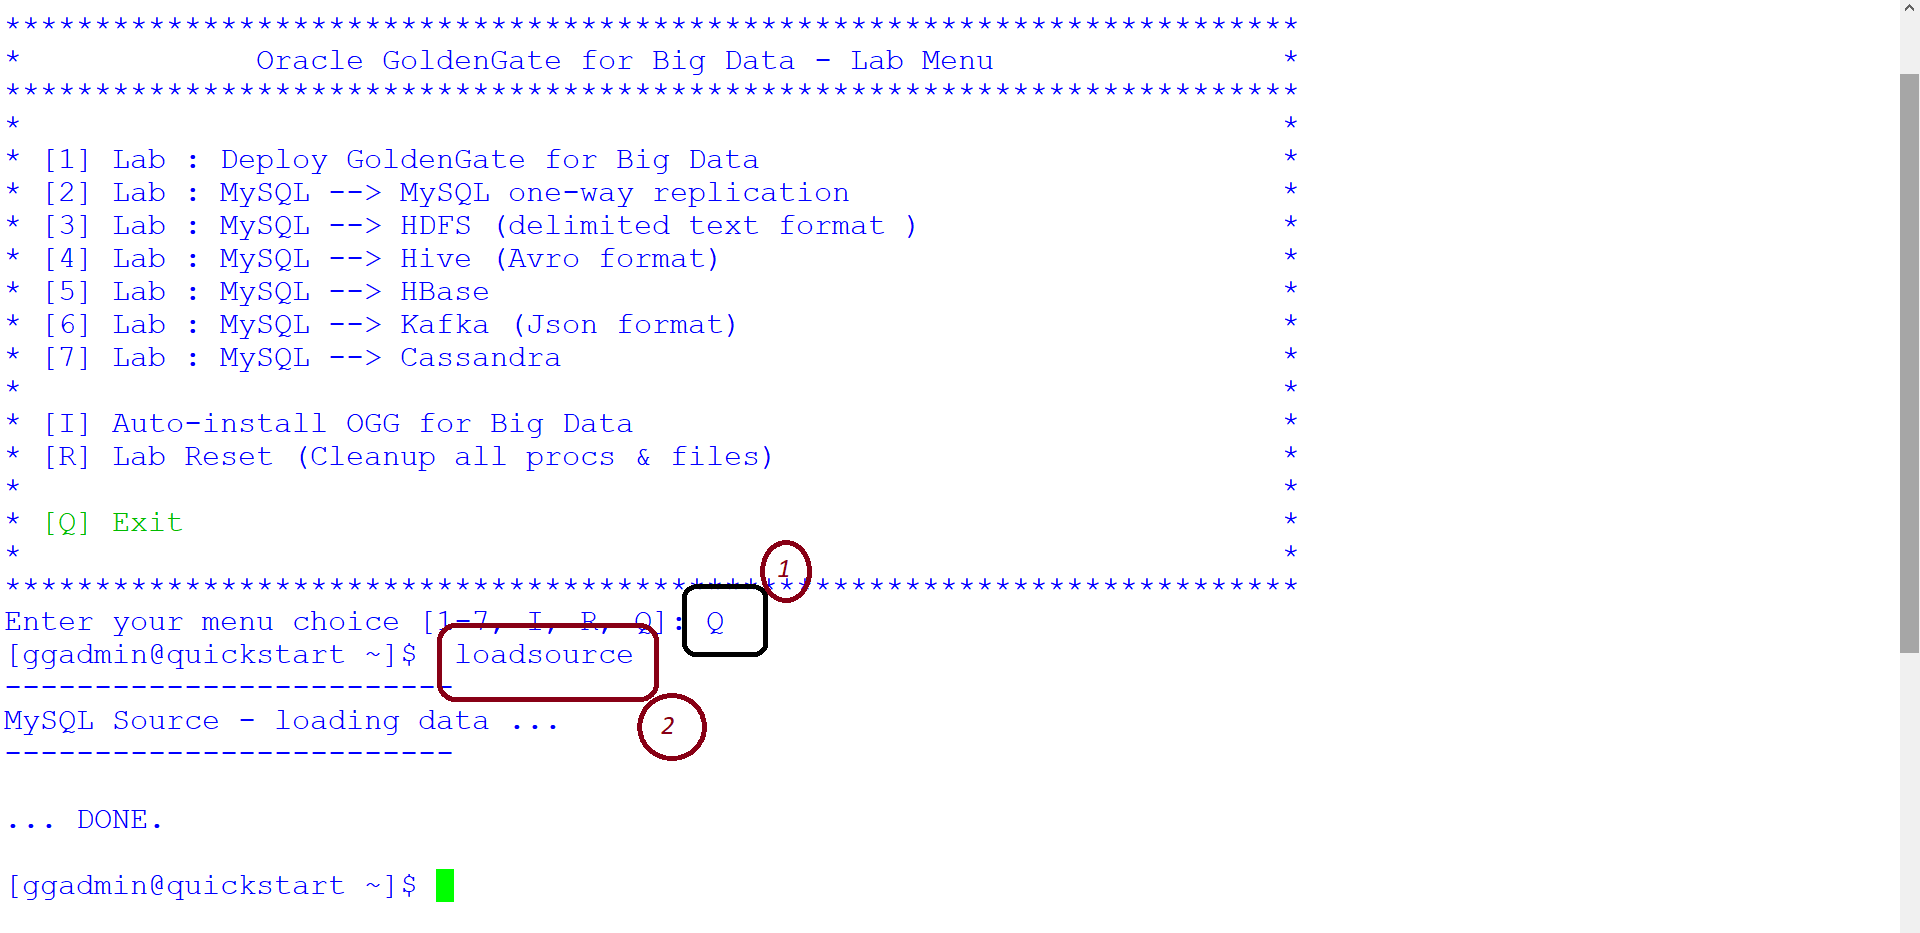 ************************************************************************
* Oracle GoldenGate for Big Data - Lab Menu *
************************************************************************
* *
* [1] Lab : Deploy GoldenGate for Big Data *
* [2] Lab : MySQL --> MySQL one-way replication *
* [3] Lab : MySQL --> HDFS (delimited text format ) *
* [4] Lab : MySQL --> Hive (Avro format) *
* [5] Lab : MySQL --> HBase *
* [6] Lab : MySQL --> Kafka (Json format) *
* [7] Lab : MySQL --> Cassandra *
* *
* [I] Auto-install OGG for Big Data *
* [R] Lab Reset (Cleanup all procs & files) *
* *
* [Q] Exit *
* *
1
************************************************************************
Enter your menu choice [1-7, I, R, Q]: Q
[ggadmin@quickstart ~]$ loadsource
-------------------------
MySQL Source - loading data ...
2
-------------------------
... DONE.
[ggadmin@quickstart ~]$